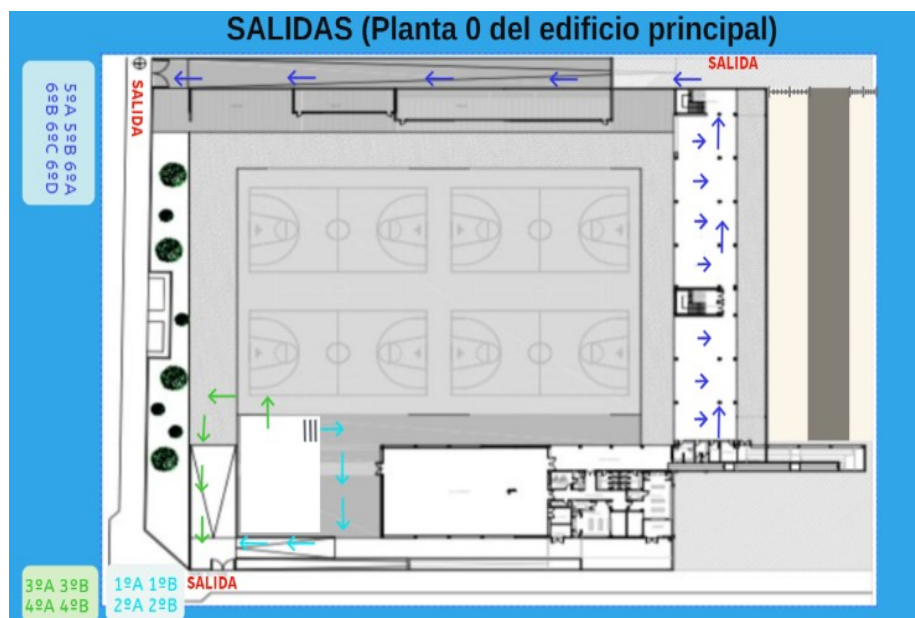 SALIDAS (Planta 0 del edificio principal)
SALIDA
SALIDA
5ºA 5ºB 6ºA
6ºB 6ºC 6ºD
3ºA 3ºB
4ºA 4ºB
1ºA 1ºB
2ºA 2ºB
SALIDA